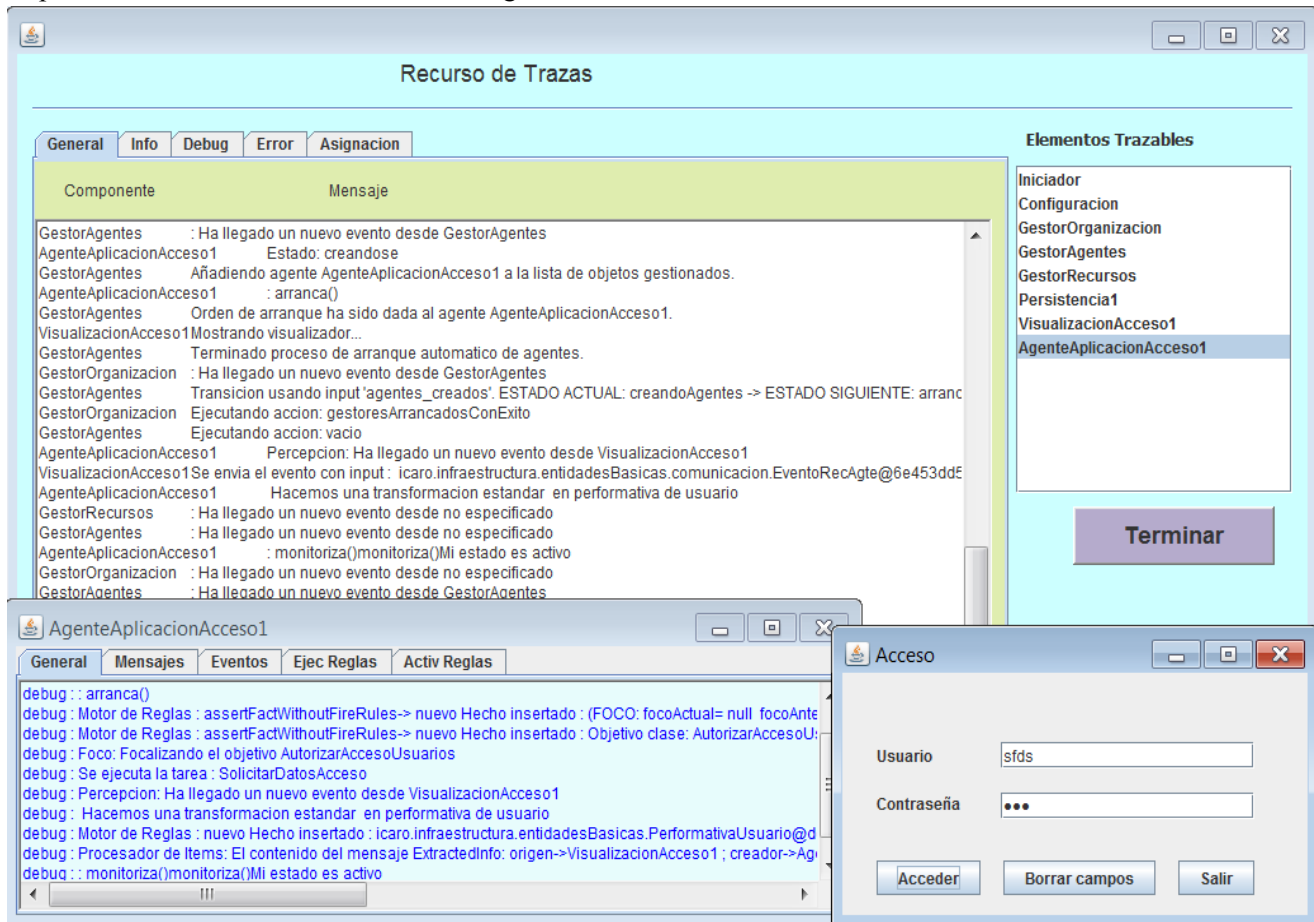 Recurso de Trazas
General Info Debug Error Asignacion
Componente Mensaje
GestorAgentes : Ha llegado un nuevo evento desde GestorAgentes
AgenteAplicacionAcceso1 Estado: creandose
GestorAgentes Añadiendo agente AgenteAplicacionAcceso1 a la lista de objetos gestionados.
AgenteAplicacionAcceso1 : arranca()
GestorAgentes Orden de arranque ha sido dada al agente AgenteAplicacionAcceso1.
VisualizacionAcceso1Mostrando visualizador...
GestorAgentes Terminado proceso de arranque automatico de agentes.
GestorOrganizacion : Ha llegado un nuevo evento desde GestorAgentes
GestorAgentes Transicion usando input 'agentes_creados'. ESTADO ACTUAL: creandoAgentes -> ESTADO SIGUIENTE: arranc
GestorOrganizacion Ejecutando accion: gestoresArrancadosConExito
GestorAgentes Ejecutando accion: vacio
AgenteAplicacionAcceso1 Percepcion: Ha llegado un nuevo evento desde VisualizacionAcceso1
VisualizacionAcceso1Se envia el evento con input : icaro.infraestructura.entidadesBasicas.comunicacion.EventoRecAgte@6e453dd5
AgenteAplicacionAcceso1 Hacemos una transformacion estandar en performativa de usuario
GestorRecursos : Ha llegado un nuevo evento desde no especificado
GestorAgentes : Ha llegado un nuevo evento desde no especificado
AgenteAplicacionAcceso1 : monitoriza()monitoriza()Mi estado es activo
GestorOrganizacion : Ha llegado un nuevo evento desde no especificado
GestorAgentes : Ha llegado un nuevo evento desde GestorAgentes
Elementos Trazables
Iniciador
Configuracion
GestorOrganizacion
GestorAgentes
GestorRecursos
Persistencia1
VisualizacionAcceso1
AgenteAplicacionAcceso1
Terminar
AgenteAplicacionAcceso1
General Mensajes Eventos Ejec Reglas Activ Reglas
debug : : arranca()
debug : Motor de Reglas : assertFactWithoutFireRules-> nuevo Hecho insertado : (FOCO: focoActual= null focoAnte
debug : Motor de Reglas : assertFactWithoutFireRules-> nuevo Hecho insertado : Objetivo clase: AutorizarAccesoU
debug : Foco: Focalizando el objetivo AutorizarAccesoUsuarios
debug : Se ejecuta la tarea : SolicitarDatosAcceso
debug : Percepcion: Ha llegado un nuevo evento desde VisualizacionAcceso1
debug : Hacemos una transformacion estandar en performativa de usuario
debug : Motor de Reglas : nuevo Hecho insertado : icaro.infraestructura.entidadesBasicas.PerformativaUsuario@d
debug : Procesador de Items: El contenido del mensaje ExtractedInfo: origen->VisualizacionAcceso1 ; creador->Ag
debug : : monitoriza()monitoriza()Mi estado es activo
Acceso
Usuario sfds
Contraseña •••
Acceder Borrar campos Salir